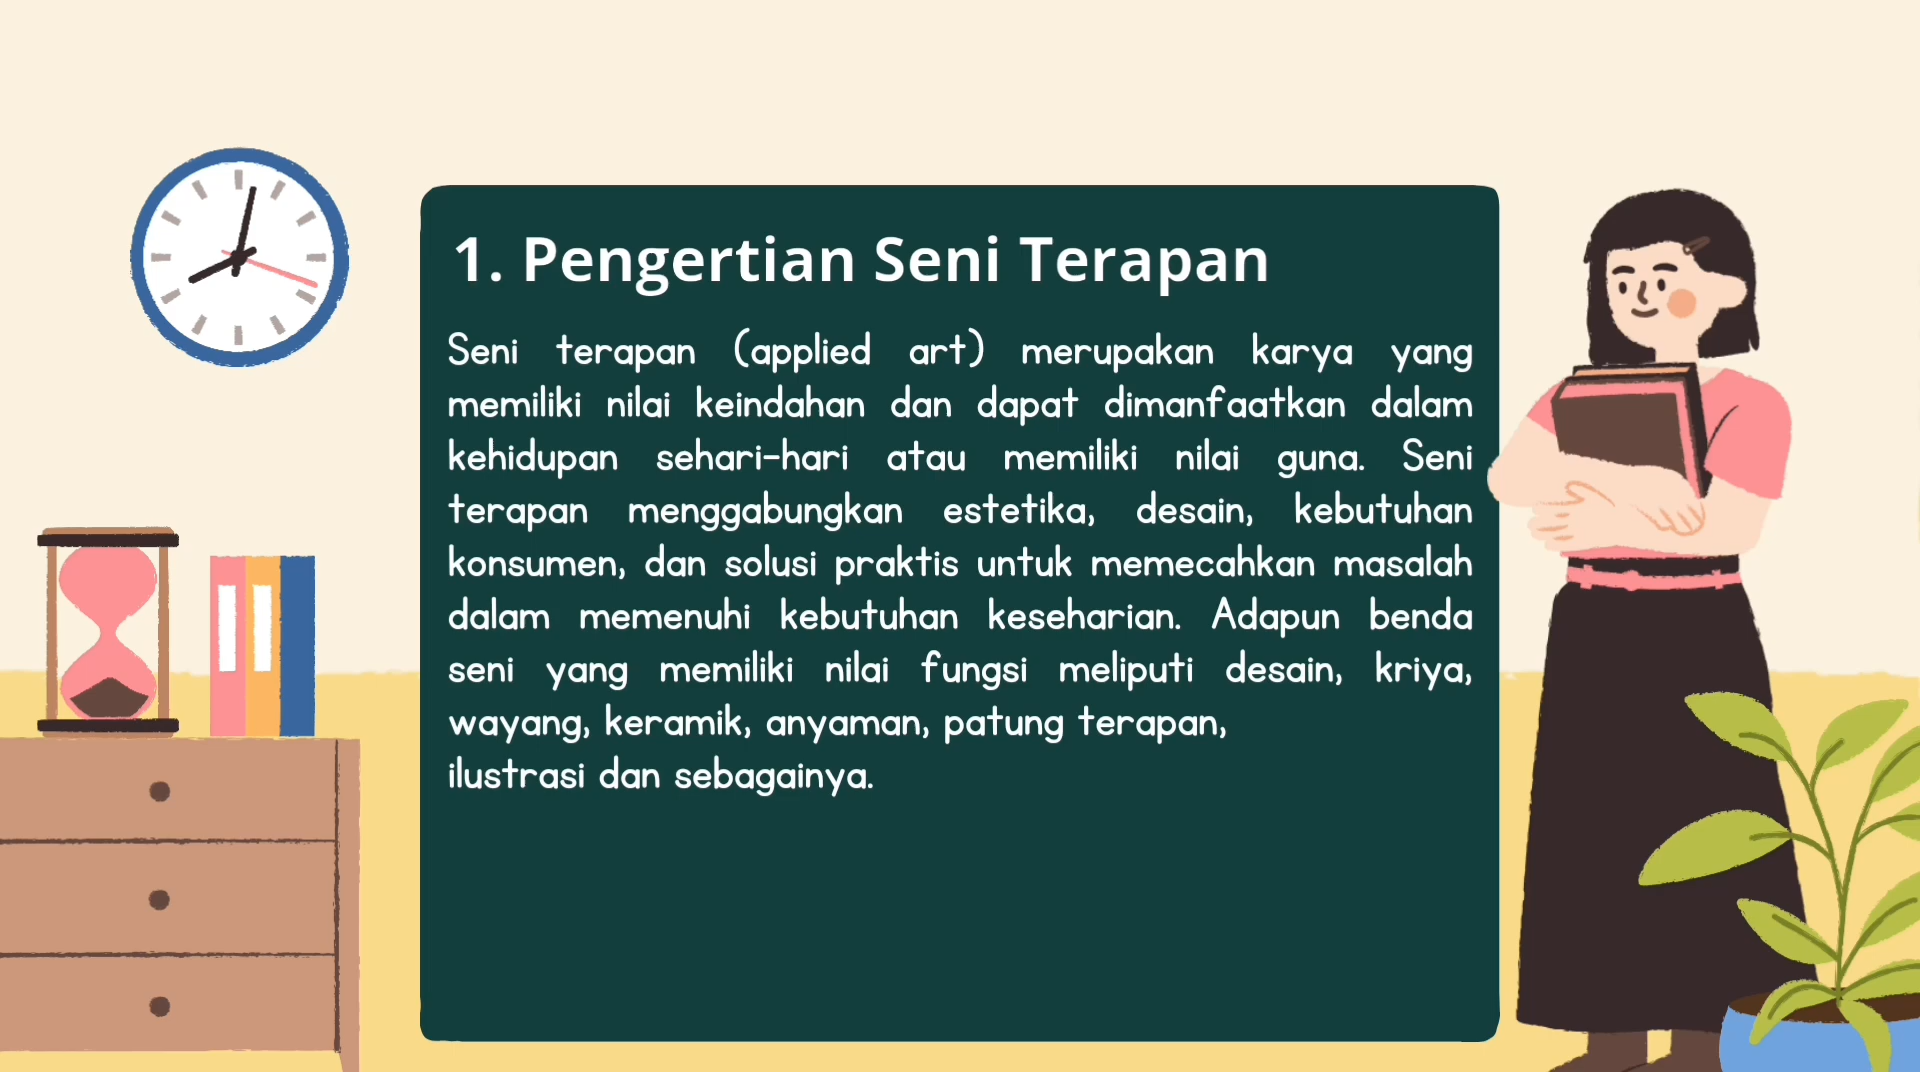 1. Pengertian Seni Terapan
Seni terapan (applied art) merupakan karya yang
memiliki nilai keindahan dan dapat dimanfaatkan dalam
kehidupan sehari-hari atau memiliki nilai guna. Seni
terapan menggabungkan estetika, desain, kebutuhan
konsumen, dan solusi praktis untuk memecahkan masalah
dalam memenuhi kebutuhan keseharian. Adapun benda
seni yang memiliki nilai fungsi meliputi desain, kriya,
wayang, keramik, anyaman, patung terapan,
ilustrasi dan sebagainya.